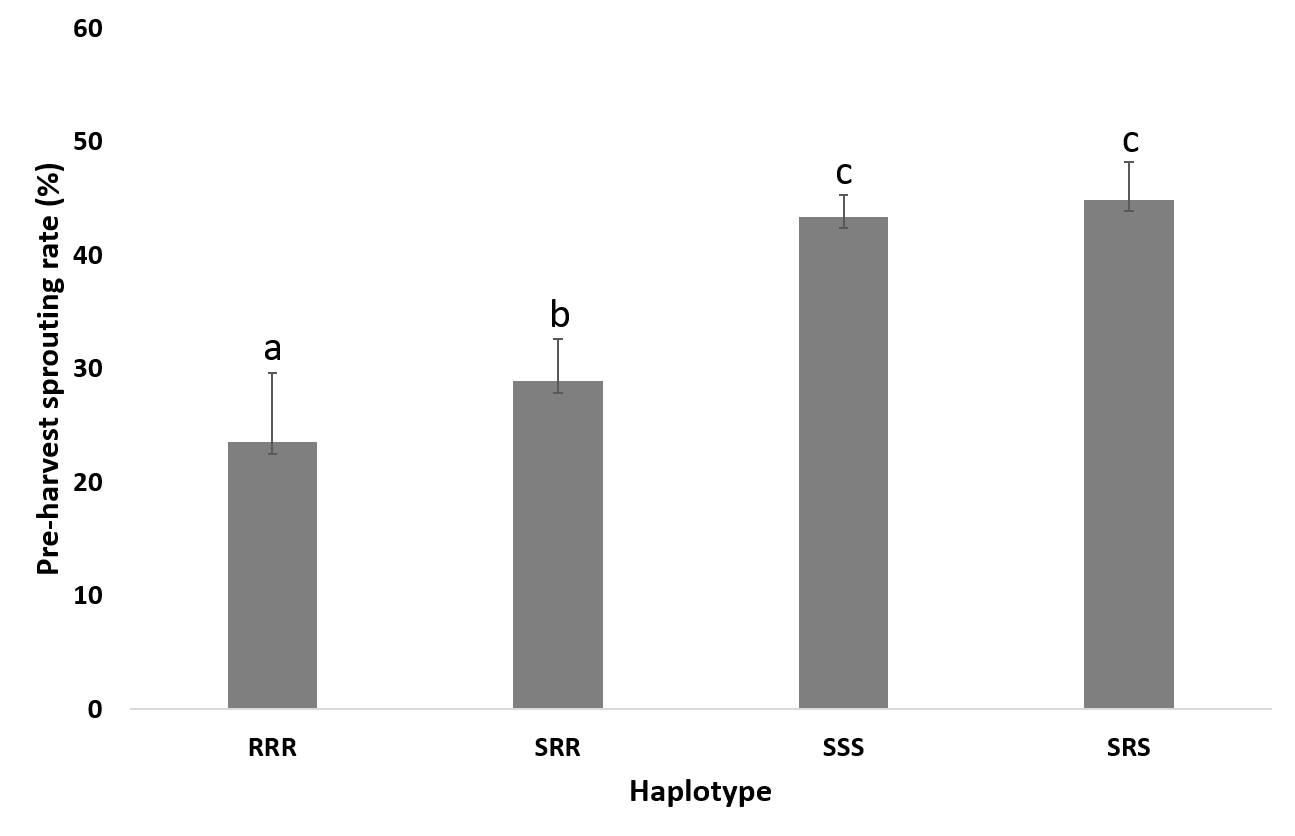 60
50
40
30
20
10
0
Pre-harvest sprouting rate (%)
a
b
c
c
RRR
SRR
SSS
SRS
Haplotype